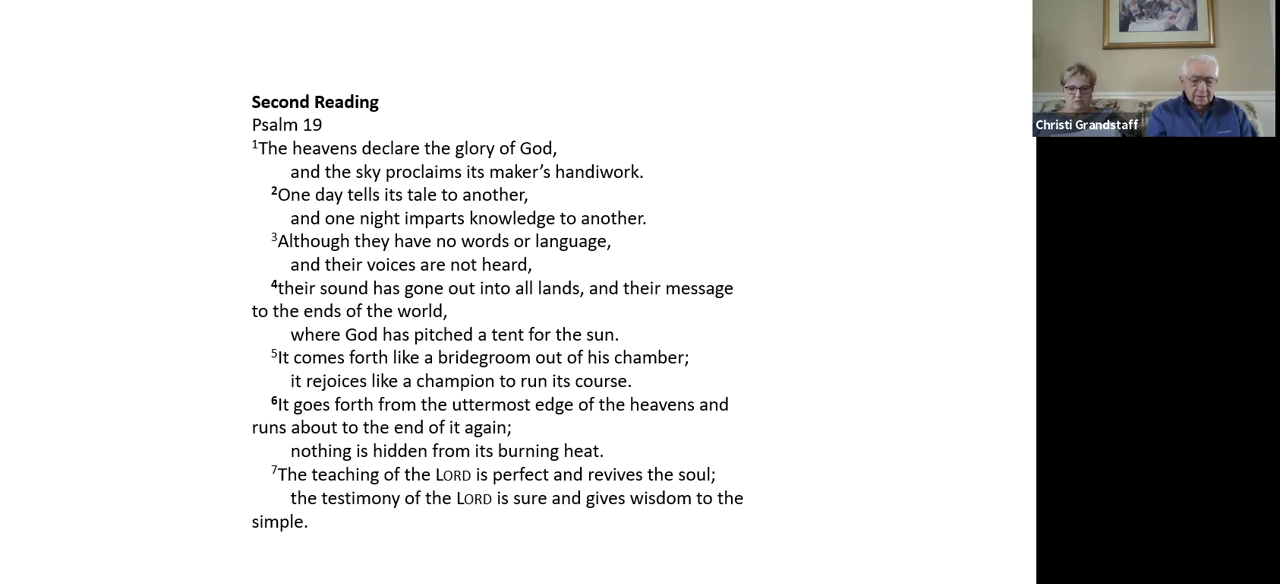 Second Reading
Psalm 19
¹The heavens declare the glory of God,
and the sky proclaims its maker’s handiwork.
²One day tells its tale to another,
and one night imparts knowledge to another.
³Although they have no words or language,
and their voices are not heard,
⁴their sound has gone out into all lands, and their message
to the ends of the world,
where God has pitched a tent for the sun.
⁵It comes forth like a bridegroom out of his chamber;
it rejoices like a champion to run its course.
⁶It goes forth from the uttermost edge of the heavens and
runs about to the end of it again;
nothing is hidden from its burning heat.
⁷The teaching of the LORD is perfect and revives the soul;
the testimony of the LORD is sure and gives wisdom to the
simple.
Christi Grandstaff